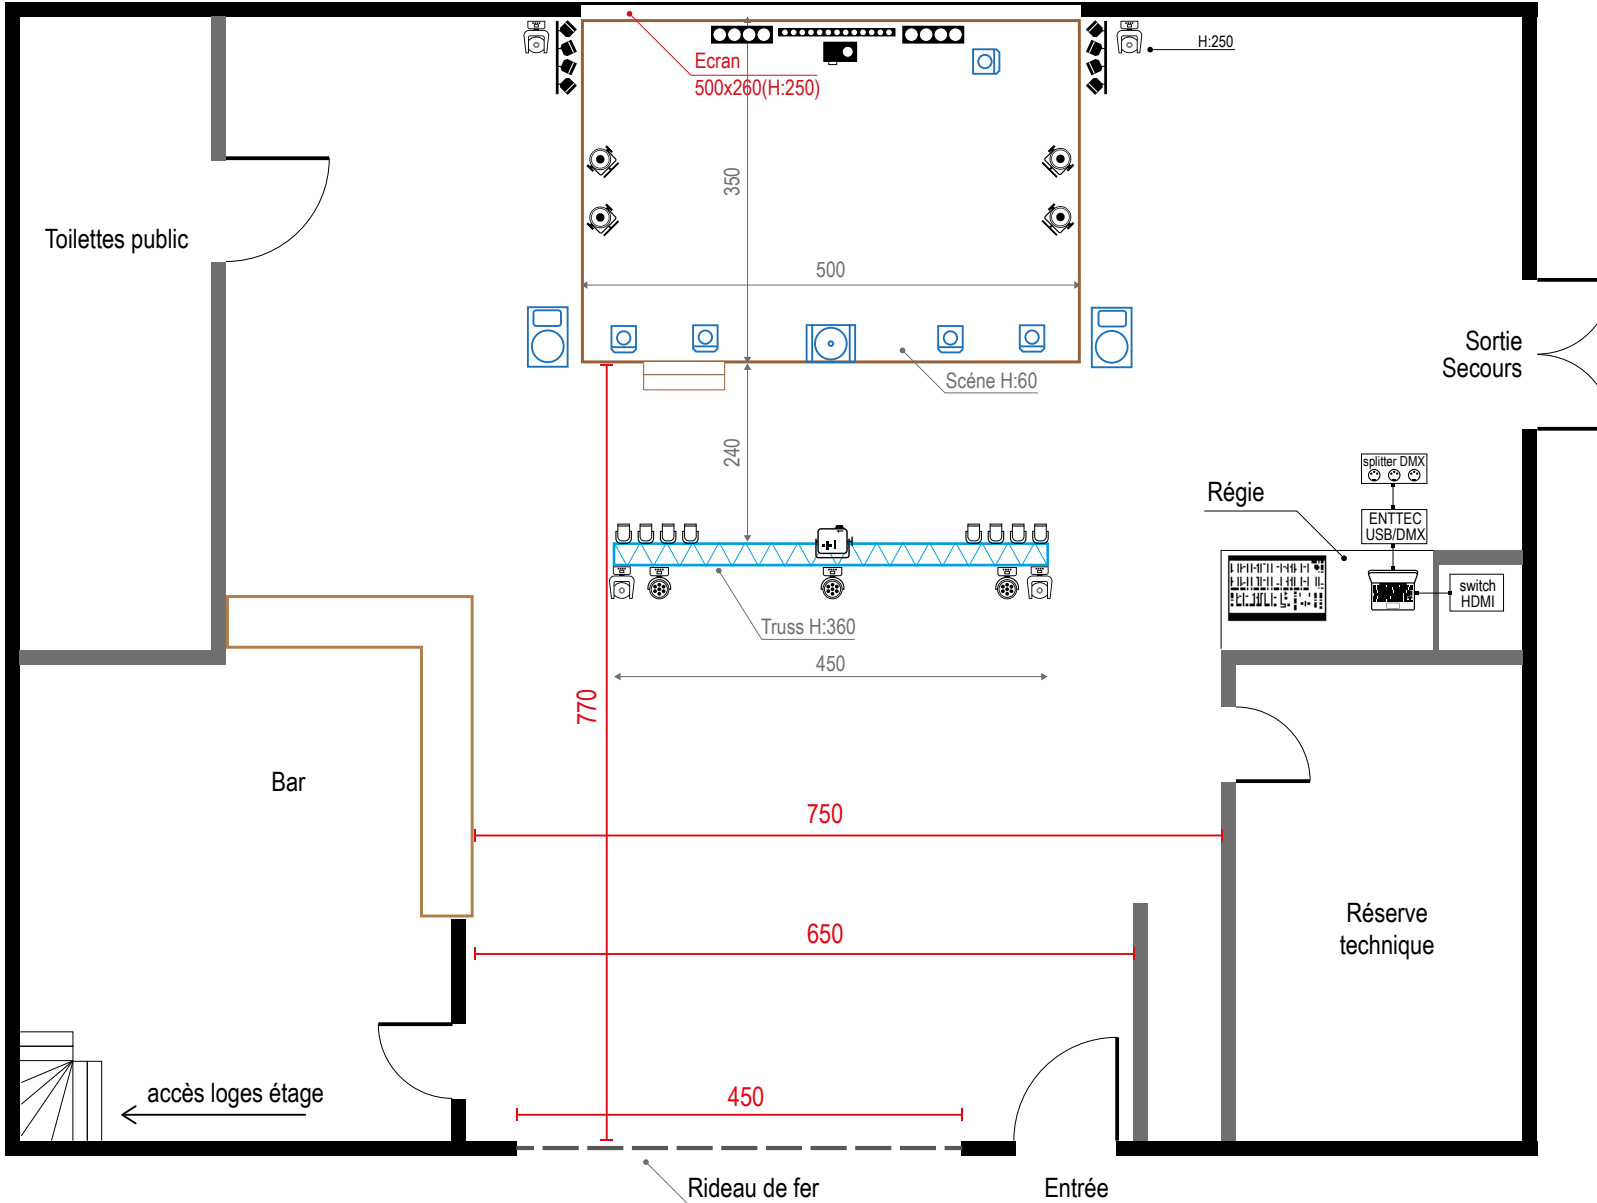 H:250
Ecran
500x260(H:250)
350
Toilettes public
500
Sortie
Secours
Scéne H:60
240
splitter DMX
Régie
ENTTEC
USB/DMX
switch
HDMI
Truss H:360
450
770
Bar
750
Réserve
technique
650
accès loges étage
450
Rideau de fer
Entrée